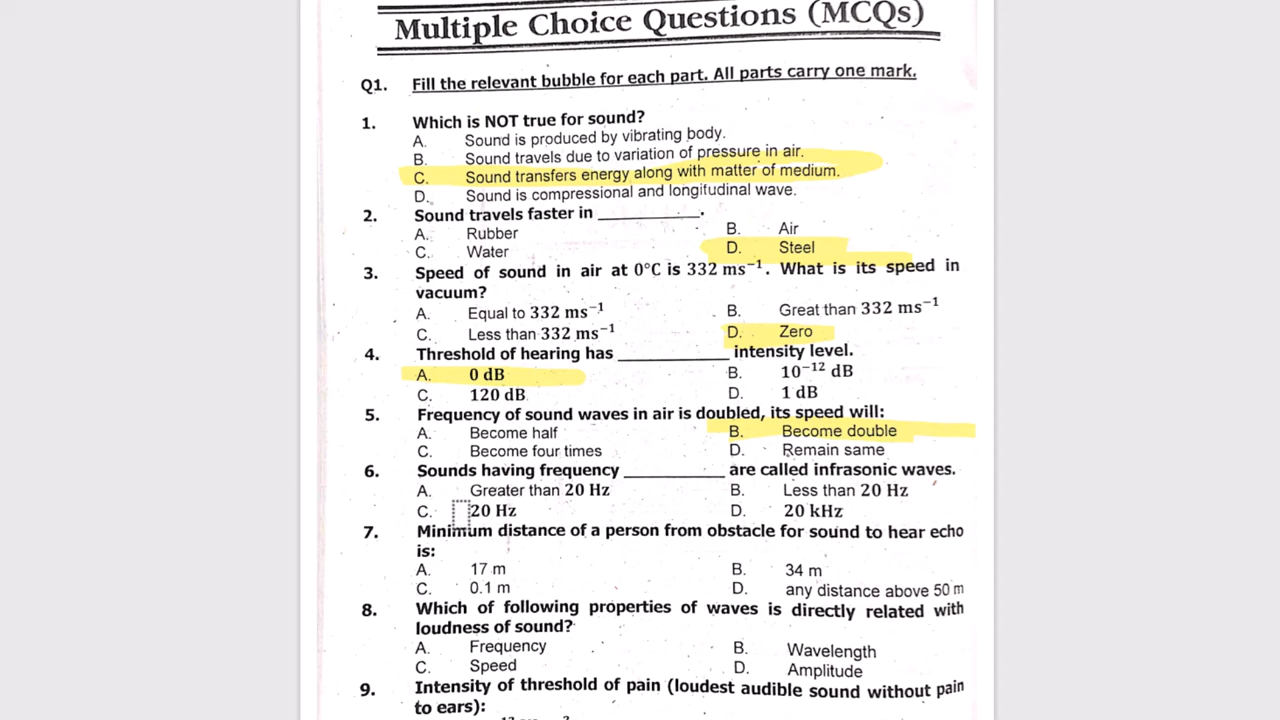 Multiple Choice Questions (MCQs)
Q1. Fill the relevant bubble for each part. All parts carry one mark.
1. Which is NOT true for sound?
A. Sound is produced by vibrating body.
B. Sound travels due to variation of pressure in air.
C. Sound transfers energy along with matter of medium.
D. Sound is compressional and longitudinal wave.
2. Sound travels faster in ___________.
A. Rubber B. Air
C. Water D. Steel
3. Speed of sound in air at 0°C is 332 ms⁻¹. What is its speed in
vacuum?
A. Equal to 332 ms⁻¹ B. Great than 332 ms⁻¹
C. Less than 332 ms⁻¹ D. Zero
4. Threshold of hearing has ____________ intensity level.
A. 0 dB B. 10⁻¹² dB
C. 120 dB D. 1 dB
5. Frequency of sound waves in air is doubled, its speed will:
A. Become half B. Become double
C. Become four times D. Remain same
6. Sounds having frequency ___________ are called infrasonic waves.
A. Greater than 20 Hz B. Less than 20 Hz
C. 20 Hz D. 20 kHz
7. Minimum distance of a person from obstacle for sound to hear echo
is:
A. 17 m B. 34 m
C. 0.1 m D. any distance above 50 m
8. Which of following properties of waves is directly related with
loudness of sound?
A. Frequency B. Wavelength
C. Speed D. Amplitude
9. Intensity of threshold of pain (loudest audible sound without pain
to ears):